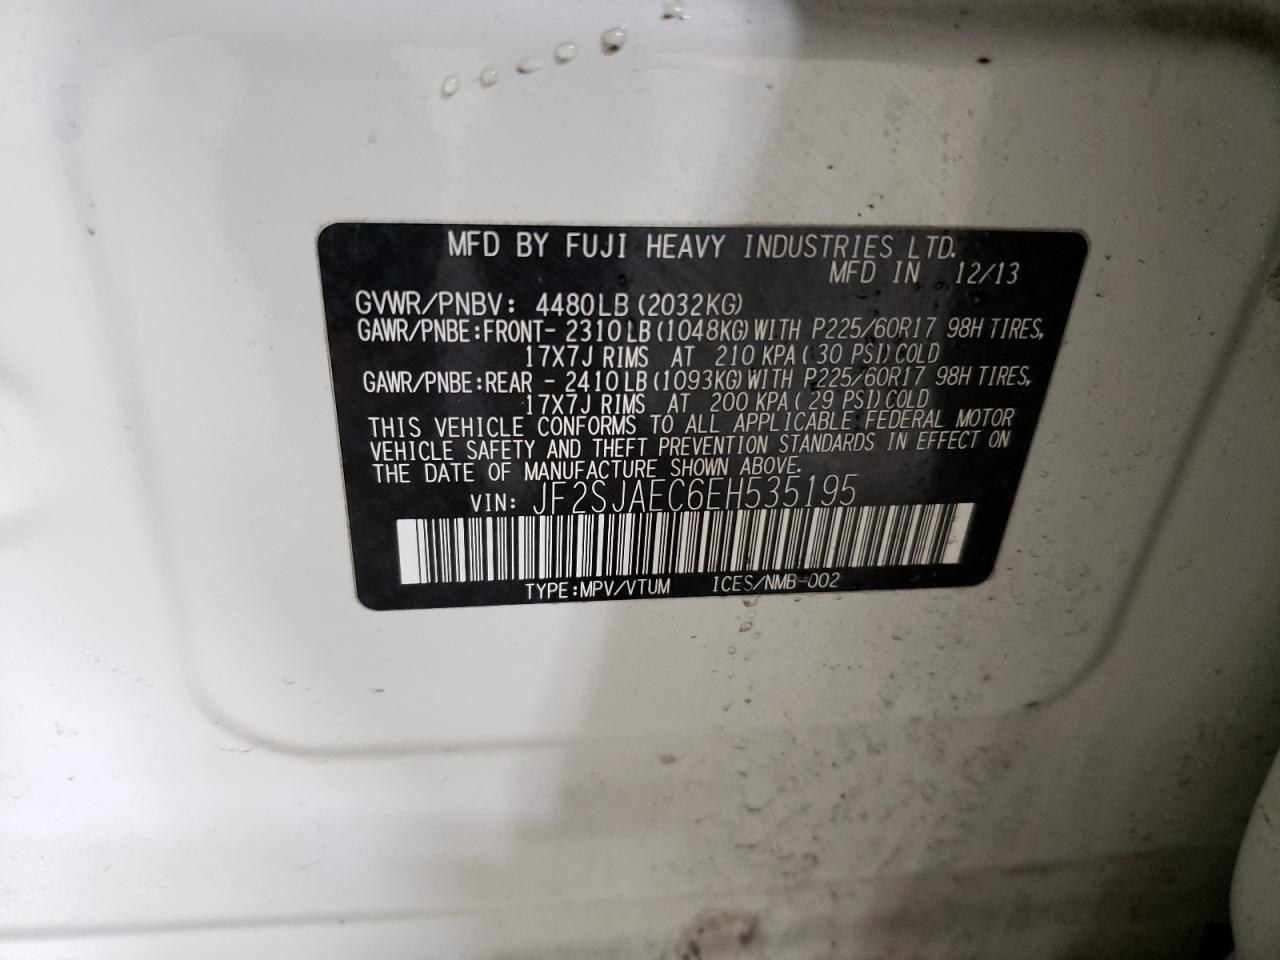 MFD BY FUJI HEAVY INDUSTRIES LTD.
MFD IN 12/13
GVWR/PNBV: 4480LB (2032KG)
GAWR/PNBE:FRONT- 2310LB (1048KG) WITH P225/60R17 98H TIRES,
17X7J RIMS AT 210 KPA ( 30 PSI) COLD
GAWR/PNBE:REAR - 2410LB (1093KG) WITH P225/60R17 98H TIRES,
17X7J RIMS AT 200 KPA ( 29 PSI) COLD
THIS VEHICLE CONFORMS TO ALL APPLICABLE FEDERAL MOTOR
VEHICLE SAFETY AND THEFT PREVENTION STANDARDS IN EFFECT ON
THE DATE OF MANUFACTURE SHOWN ABOVE.
VIN: JF2SJAEC6EH535195
TYPE:MPV/VTUM ICES/NMB-002